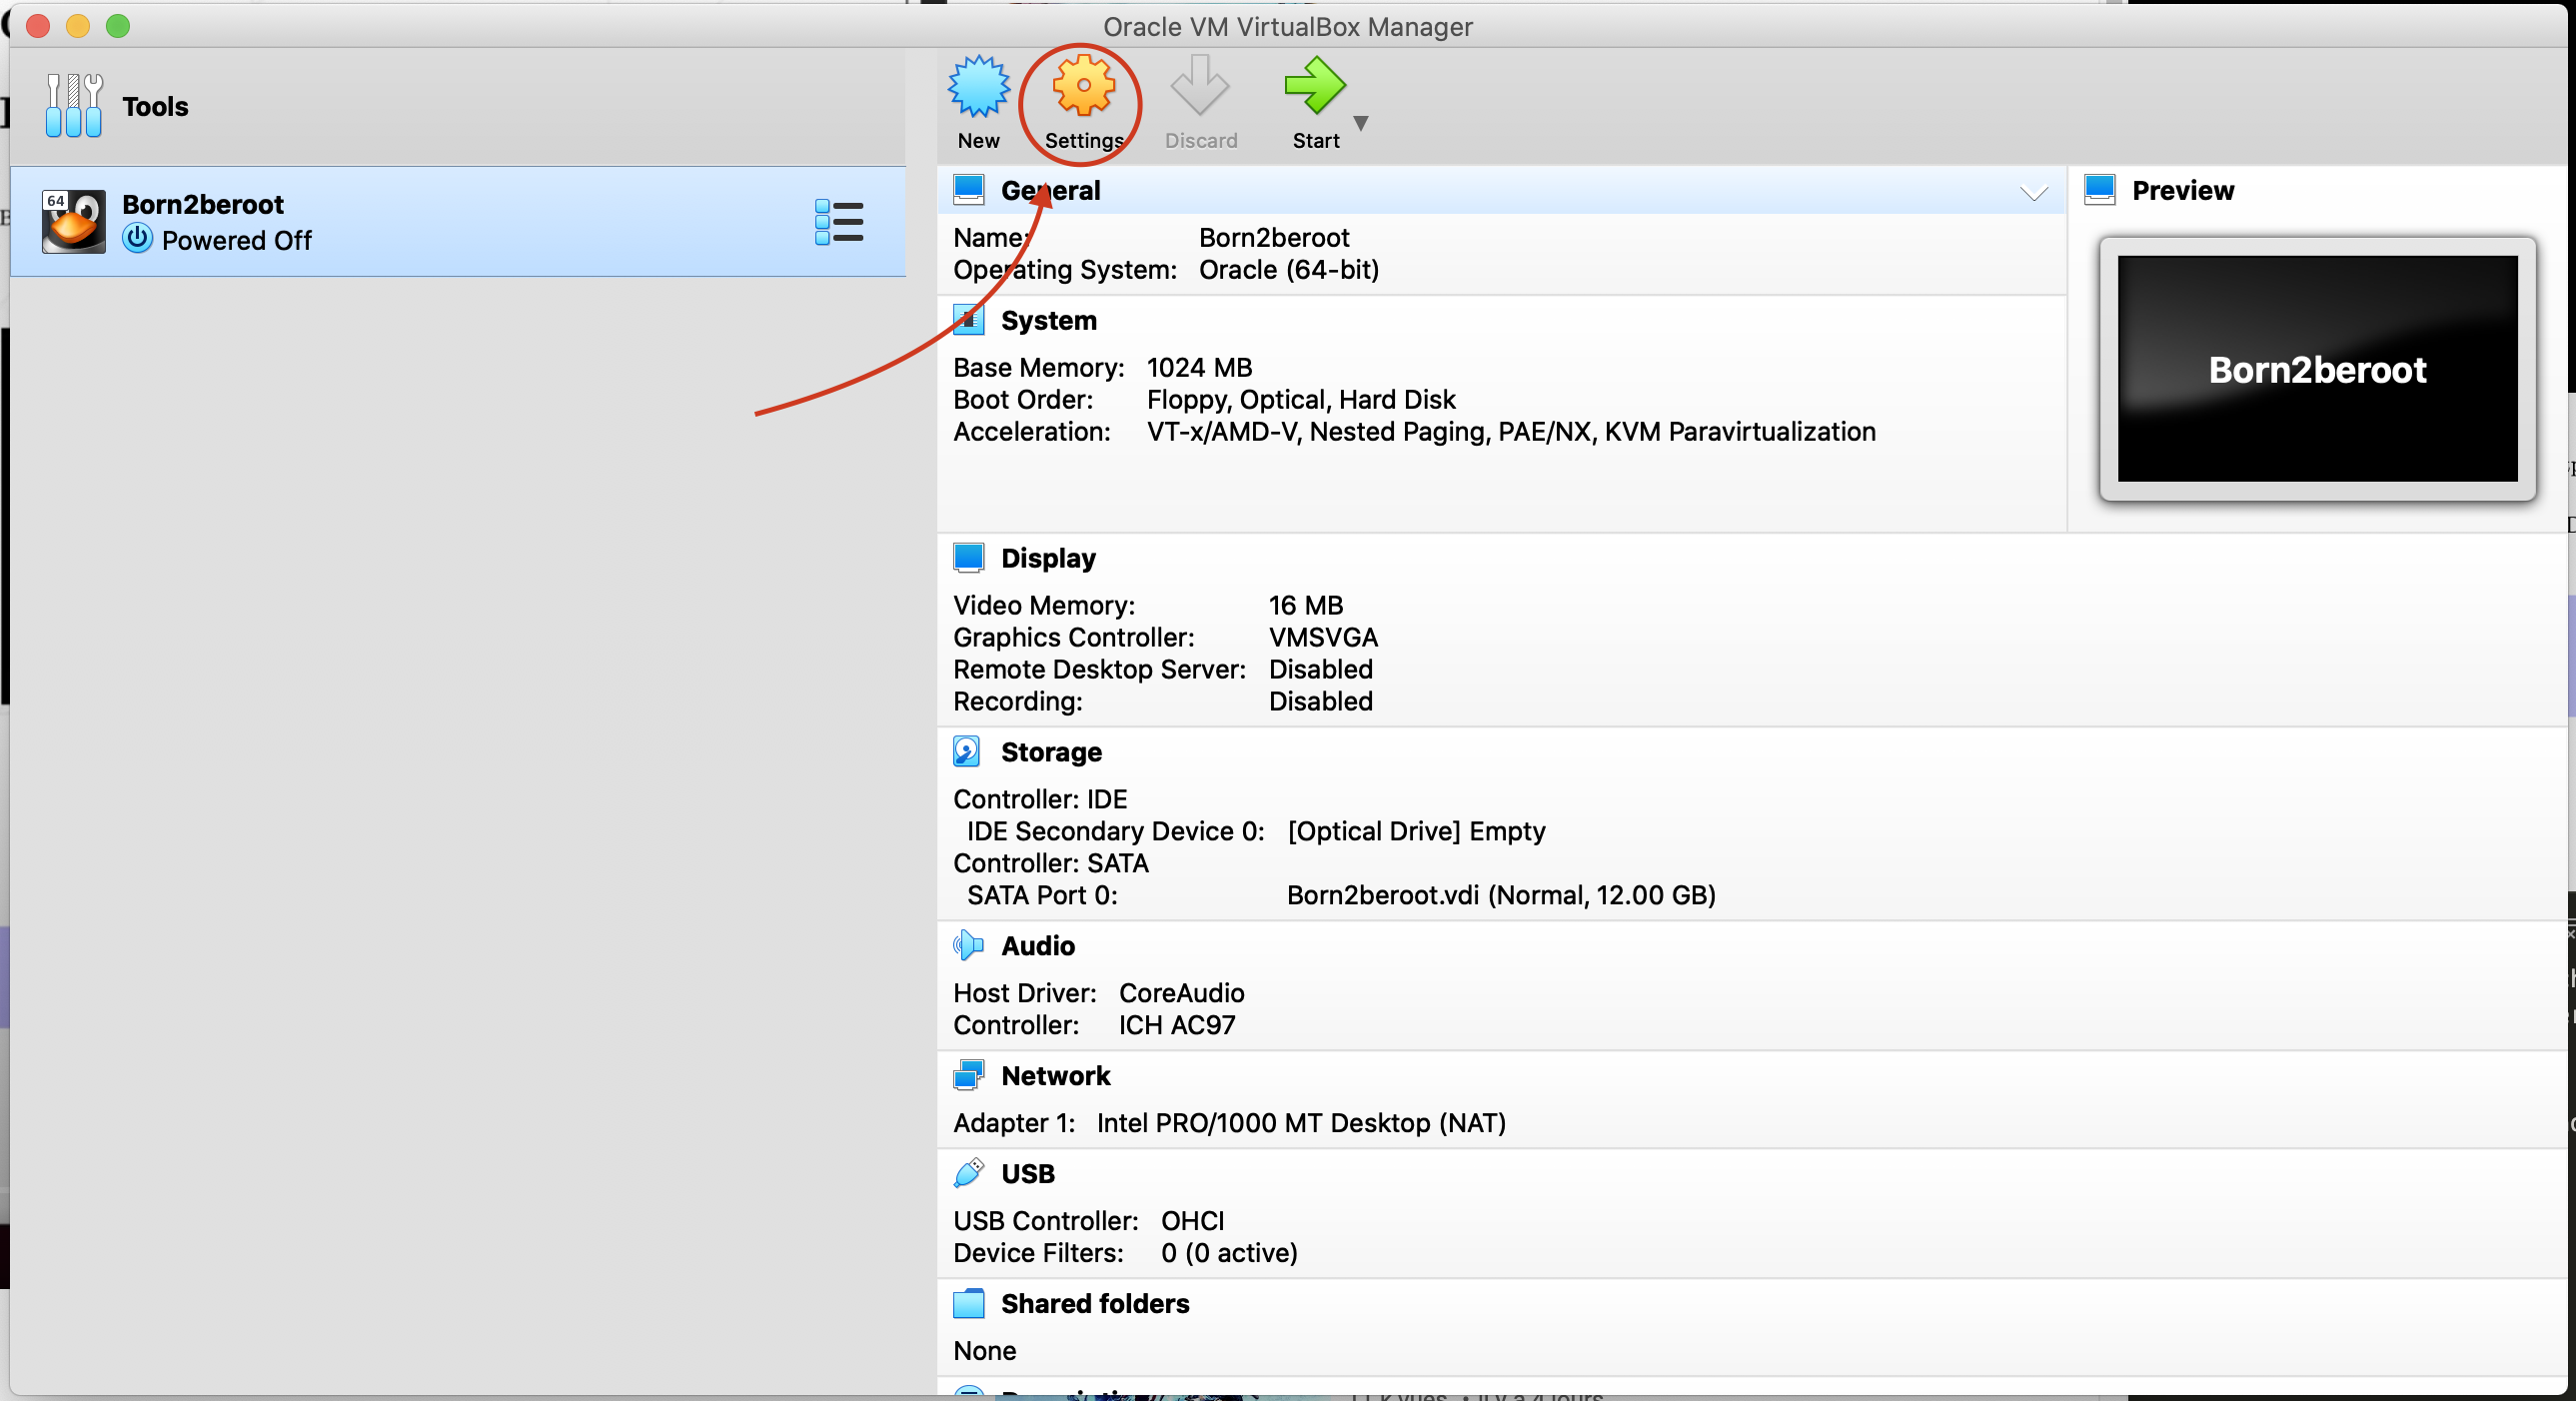 Oracle VM VirtualBox Manager
Tools
New
Settings
Discard
Start
64
Born2beroot
Powered Off
General
Name: Born2beroot
Operating System: Oracle (64-bit)
System
Base Memory: 1024 MB
Boot Order: Floppy, Optical, Hard Disk
Acceleration: VT-x/AMD-V, Nested Paging, PAE/NX, KVM Paravirtualization
Preview
Born2beroot
Display
Video Memory: 16 MB
Graphics Controller: VMSVGA
Remote Desktop Server: Disabled
Recording: Disabled
Storage
Controller: IDE
IDE Secondary Device 0: [Optical Drive] Empty
Controller: SATA
SATA Port 0: Born2beroot.vdi (Normal, 12.00 GB)
Audio
Host Driver: CoreAudio
Controller: ICH AC97
Network
Adapter 1: Intel PRO/1000 MT Desktop (NAT)
USB
USB Controller: OHCI
Device Filters: 0 (0 active)
Shared folders
None